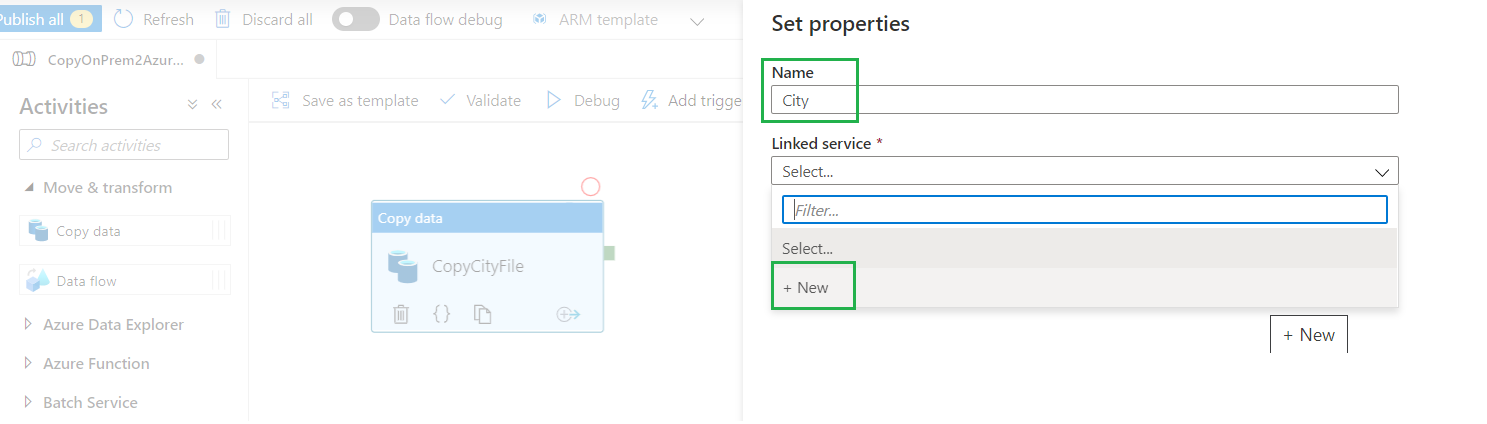 Publish all 1 Refresh Discard all Data flow debug ARM template
CopyOnPrem2Azur...
Activities
Search activities
Move & transform
Copy data
Data flow
Azure Data Explorer
Azure Function
Batch Service
Save as template Validate Debug Add trigge
Copy data
CopyCityFile
{}
Set properties
Name
City
Linked service *
Select...
Filter...
Select...
+ New
+ New